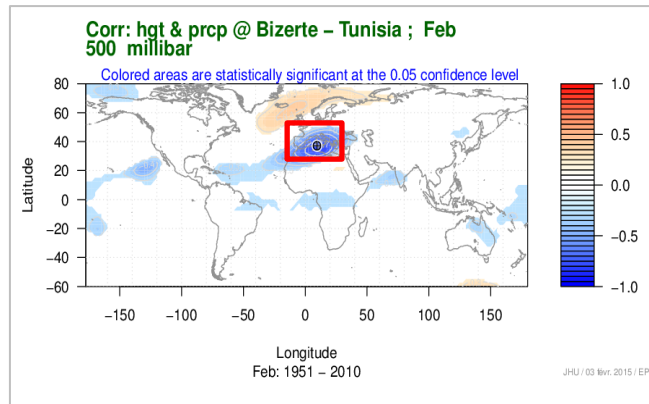 Corr: hgt & prcp @ Bizerte – Tunisia ; Feb
500 millibar
Colored areas are statistically significant at the 0.05 confidence level
80
60
40
20
0
−20
−40
−60
Latitude
−150
−100
−50
0
50
100
150
Longitude
Feb: 1951 − 2010
1.0
0.5
0.0
−0.5
−1.0
JHU / 03 févr. 2015 / EP